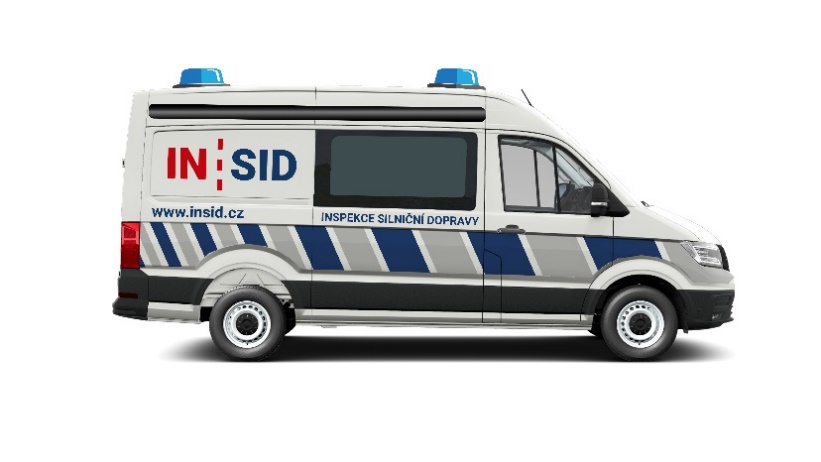 IN SID
www.insid.cz
INSPEKCE SILNIČNÍ DOPRAVY